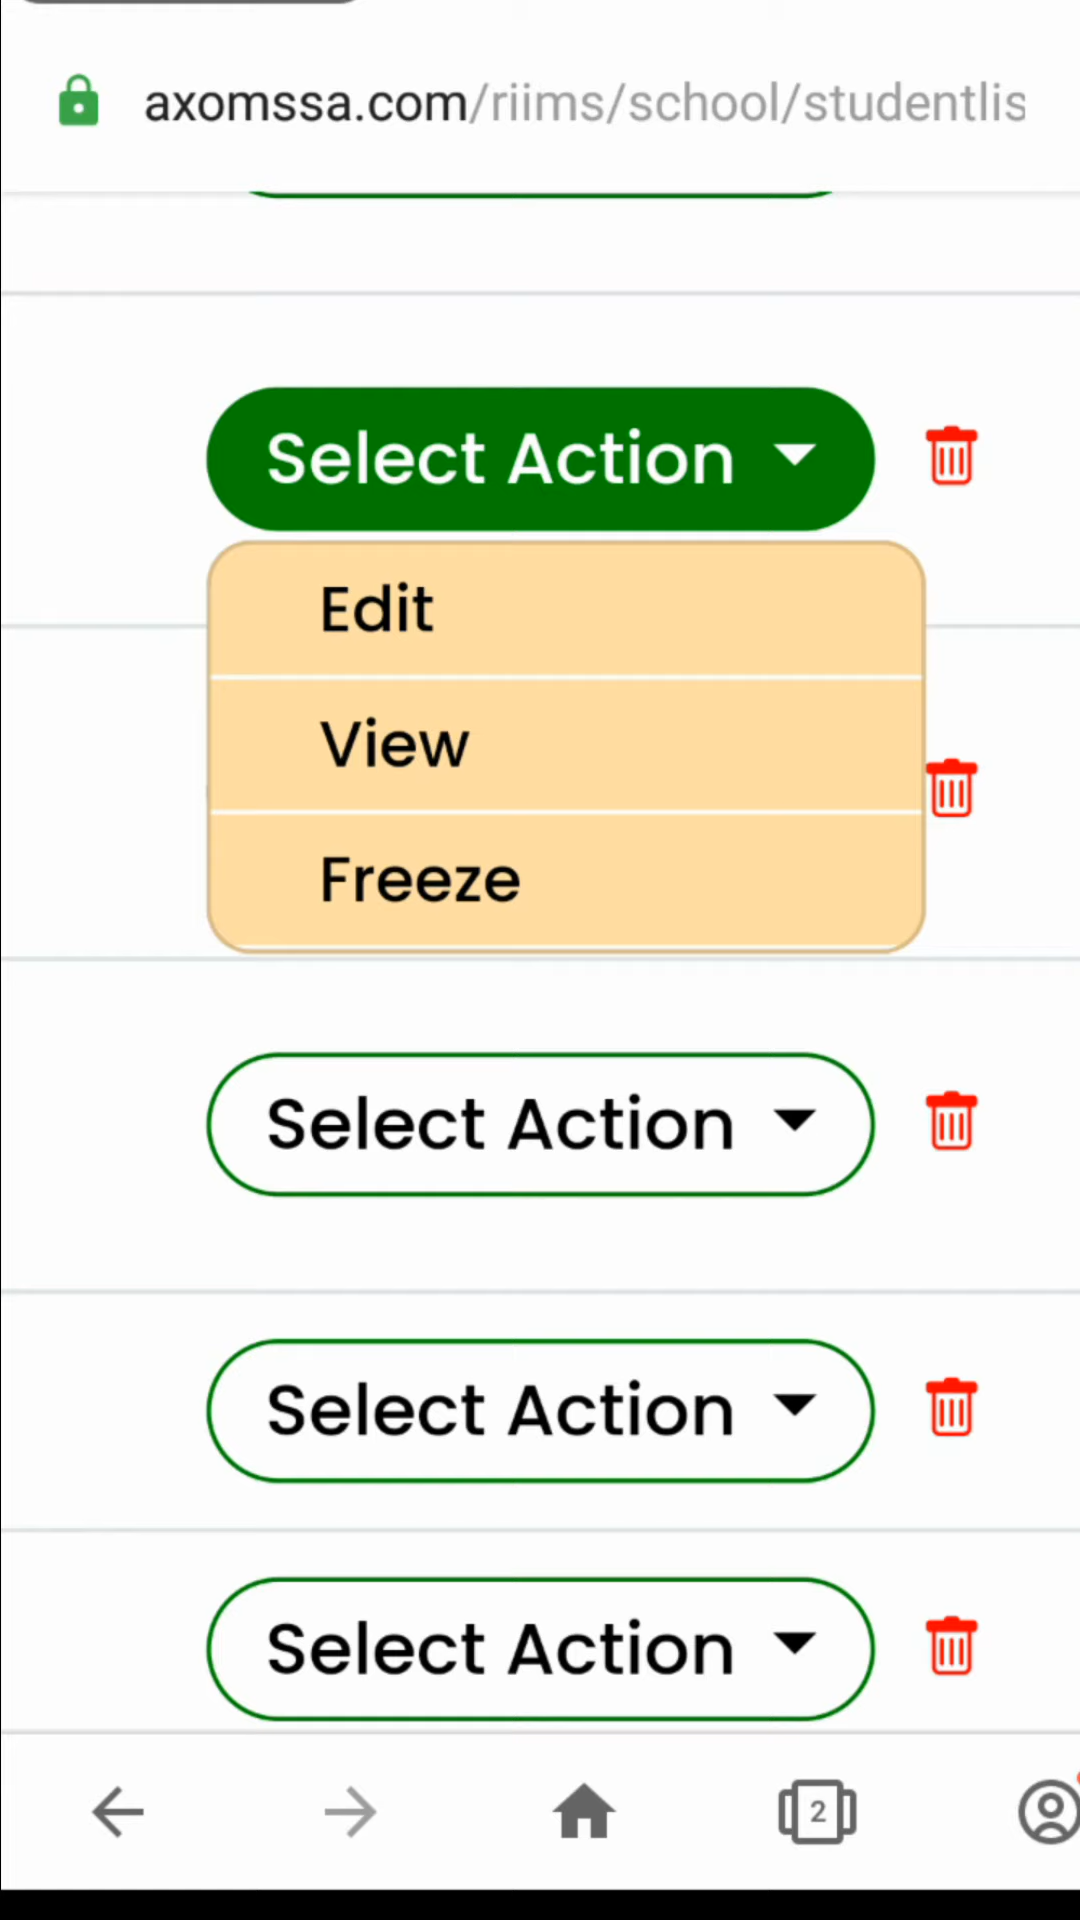 axomssa.com/riims/school/studentlis
Select Action
Edit
View
Freeze
Select Action
Select Action
Select Action
2